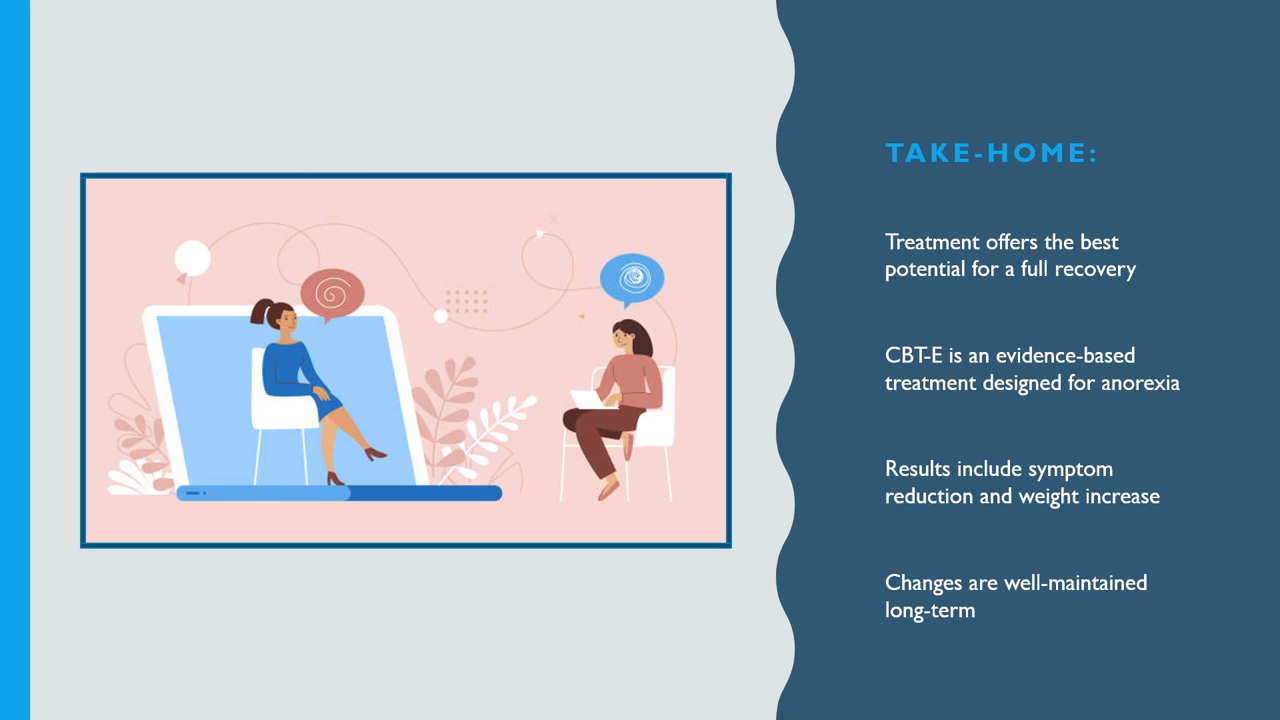 TAKE-HOME:
Treatment offers the best
potential for a full recovery
CBT-E is an evidence-based
treatment designed for anorexia
Results include symptom
reduction and weight increase
Changes are well-maintained
long-term